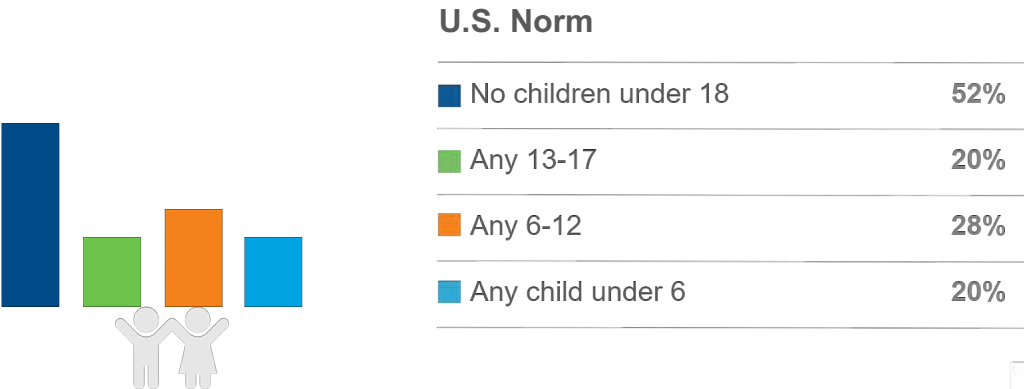 U.S. Norm
No children under 18 52%
Any 13-17 20%
Any 6-12 28%
Any child under 6 20%